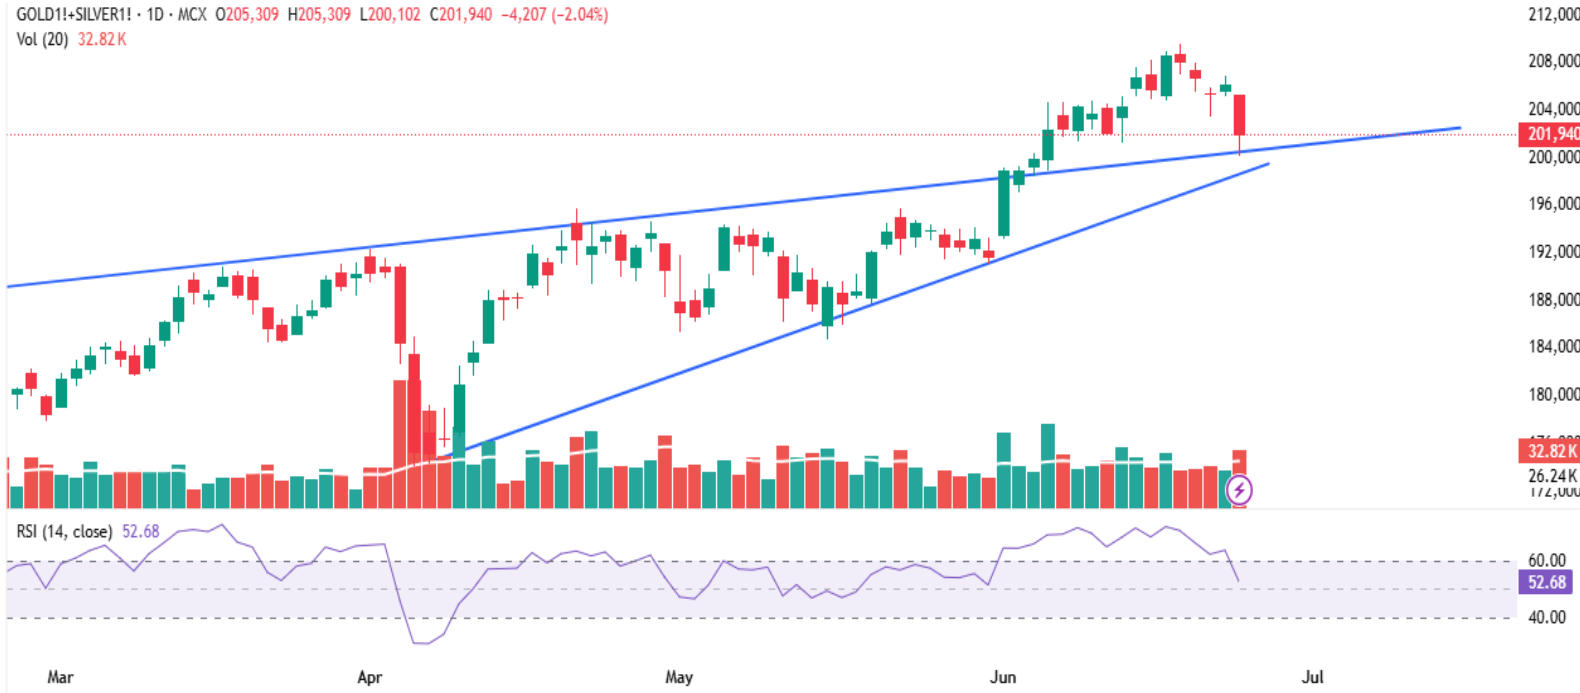 GOLD1!+SILVER1! · 1D · MCX O205,309 H205,309 L200,102 C201,940 −4,207 (−2.04%)
Vol (20) 32.82 K
212,000
208,000
204,000
201,940
200,000
196,000
192,000
188,000
184,000
180,000
32.82 K
26.24 K
172,000
RSI (14, close) 52.68
60.00
52.68
40.00
Mar Apr May Jun Jul